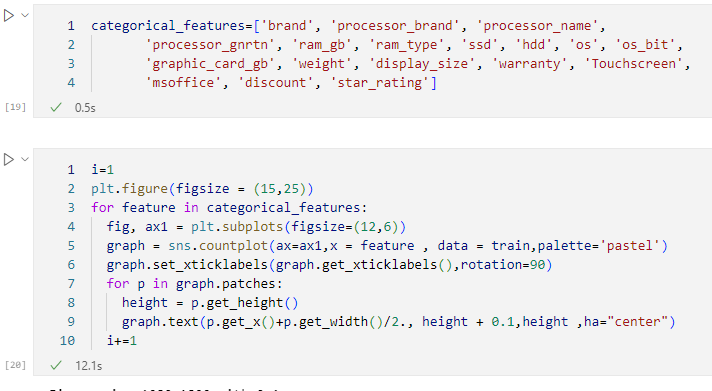 1 categorical_features=['brand', 'processor_brand', 'processor_name',
2 'processor_gnrtn', 'ram_gb', 'ram_type', 'ssd', 'hdd', 'os', 'os_bit',
3 'graphic_card_gb', 'weight', 'display_size', 'warranty', 'Touchscreen',
4 'msoffice', 'discount', 'star_rating']
[19] 0.5s
1 i=1
2 plt.figure(figsize = (15,25))
3 for feature in categorical_features:
4 fig, ax1 = plt.subplots(figsize=(12,6))
5 graph = sns.countplot(ax=ax1,x = feature , data = train,palette='pastel')
6 graph.set_xticklabels(graph.get_xticklabels(),rotation=90)
7 for p in graph.patches:
8 height = p.get_height()
9 graph.text(p.get_x()+p.get_width()/2., height + 0.1,height ,ha="center")
10 i+=1
[20] 12.1s